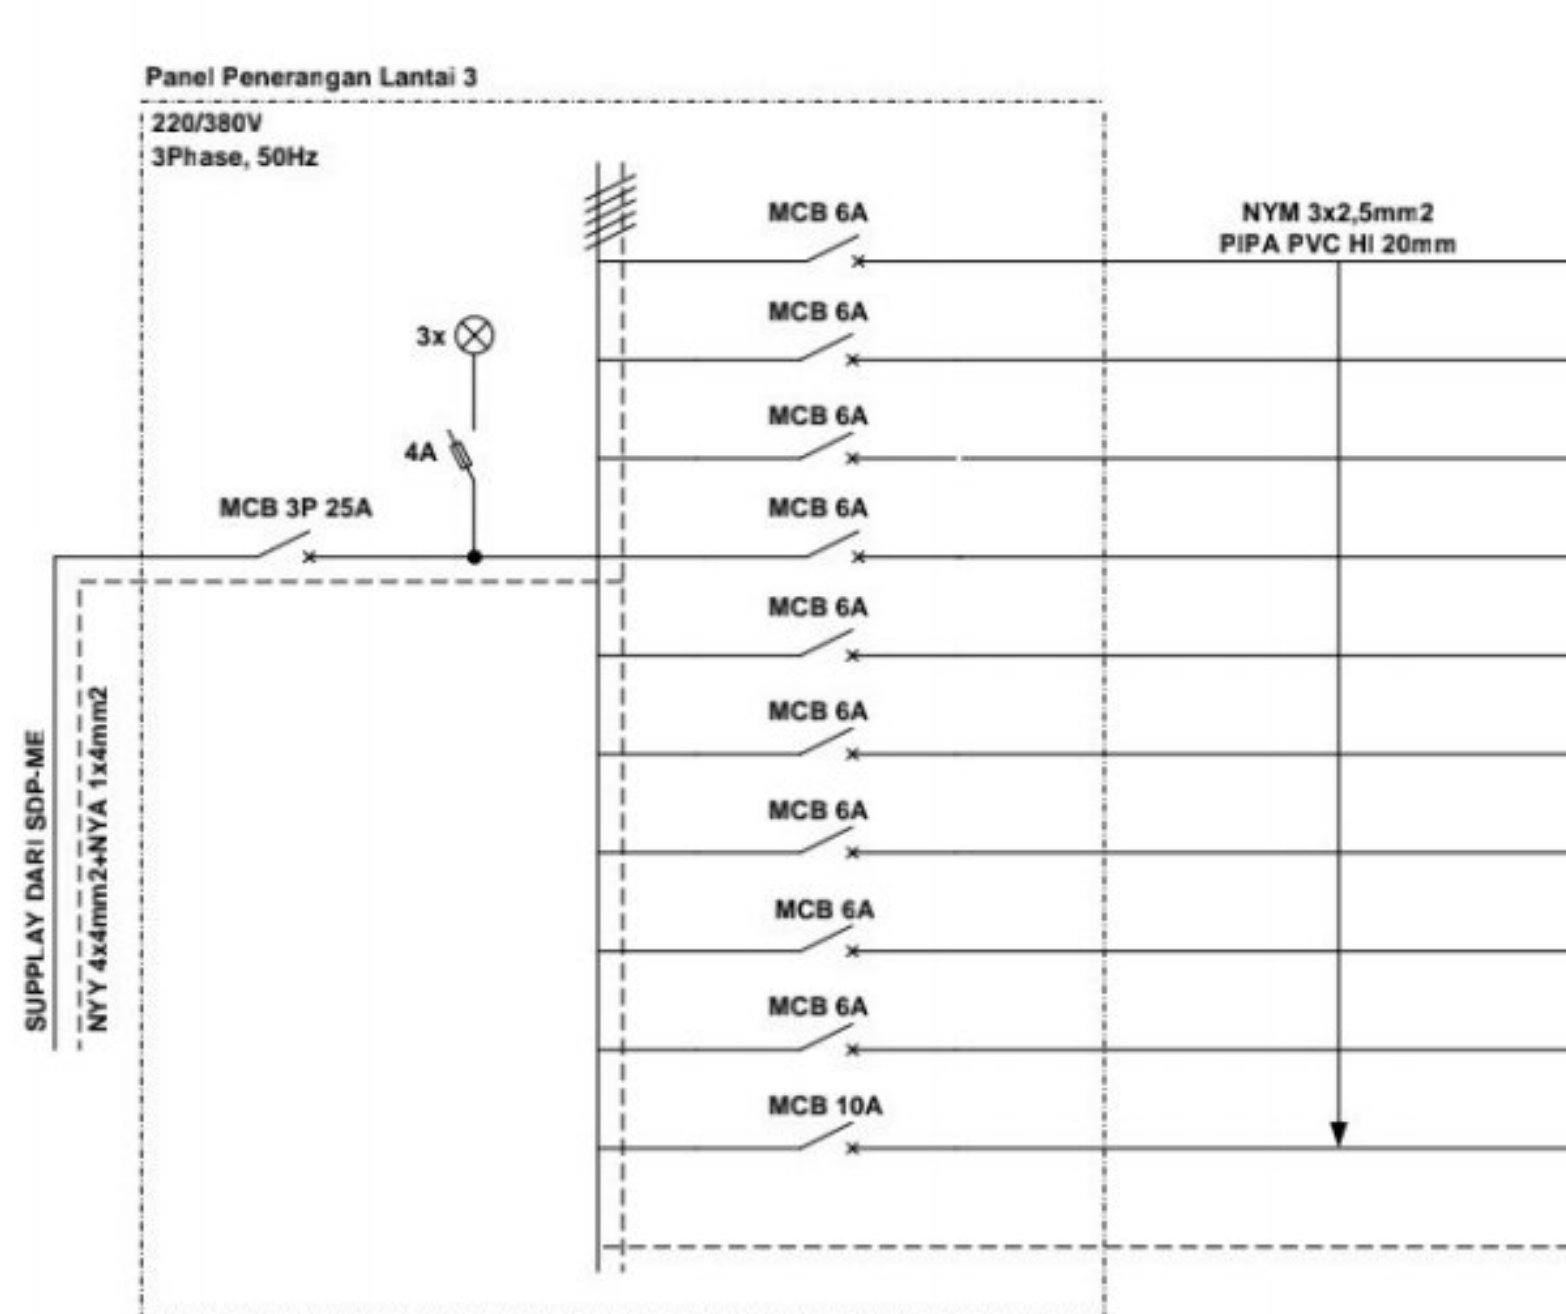 Panel Penerangan Lantai 3
220/380V
3Phase, 50Hz
MCB 6A
NYM 3x2,5mm2
PIPA PVC HI 20mm
MCB 6A
3x
MCB 6A
4A
MCB 3P 25A
MCB 6A
MCB 6A
MCB 6A
MCB 6A
MCB 6A
MCB 6A
MCB 10A
SUPPLAY DARI SDP-ME
NYY 4x4mm2+NYA 1x4mm2